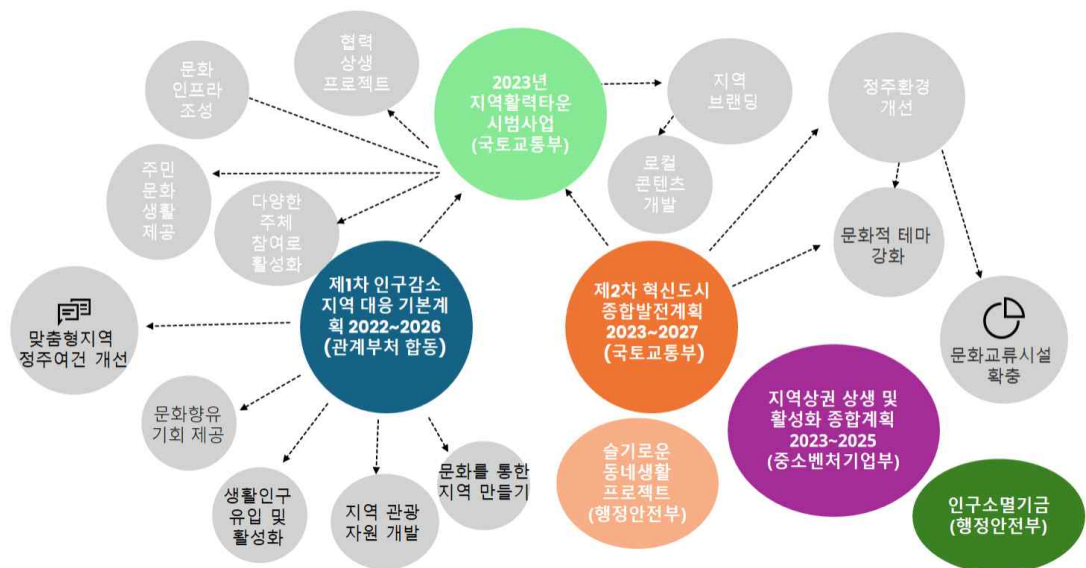 협력
상생
프로젝트
문화
인프라
조성
2023년
지역활력타운
시범사업
(국토교통부)
지역
브랜딩
정주환경
개선
주민
문화
생활
제공
다양한
주체
참여로
활성화
로컬
콘텐츠
개발
문화적 테마
강화
제1차 인구감소
지역 대응 기본계
획 2022~2026
(관계부처 합동)
제2차 혁신도시
종합발전계획
2023~2027
(국토교통부)
맞춤형지역
정주여건 개선
문화교류시설
확충
문화향유
기회 제공
지역상권 상생 및
활성화 종합계획
2023~2025
(중소벤처기업부)
슬기로운
동네생활
프로젝트
(행정안전부)
문화를 통한
지역 만들기
생활인구
유입 및
활성화
지역 관광
자원 개발
인구소멸기금
(행정안전부)